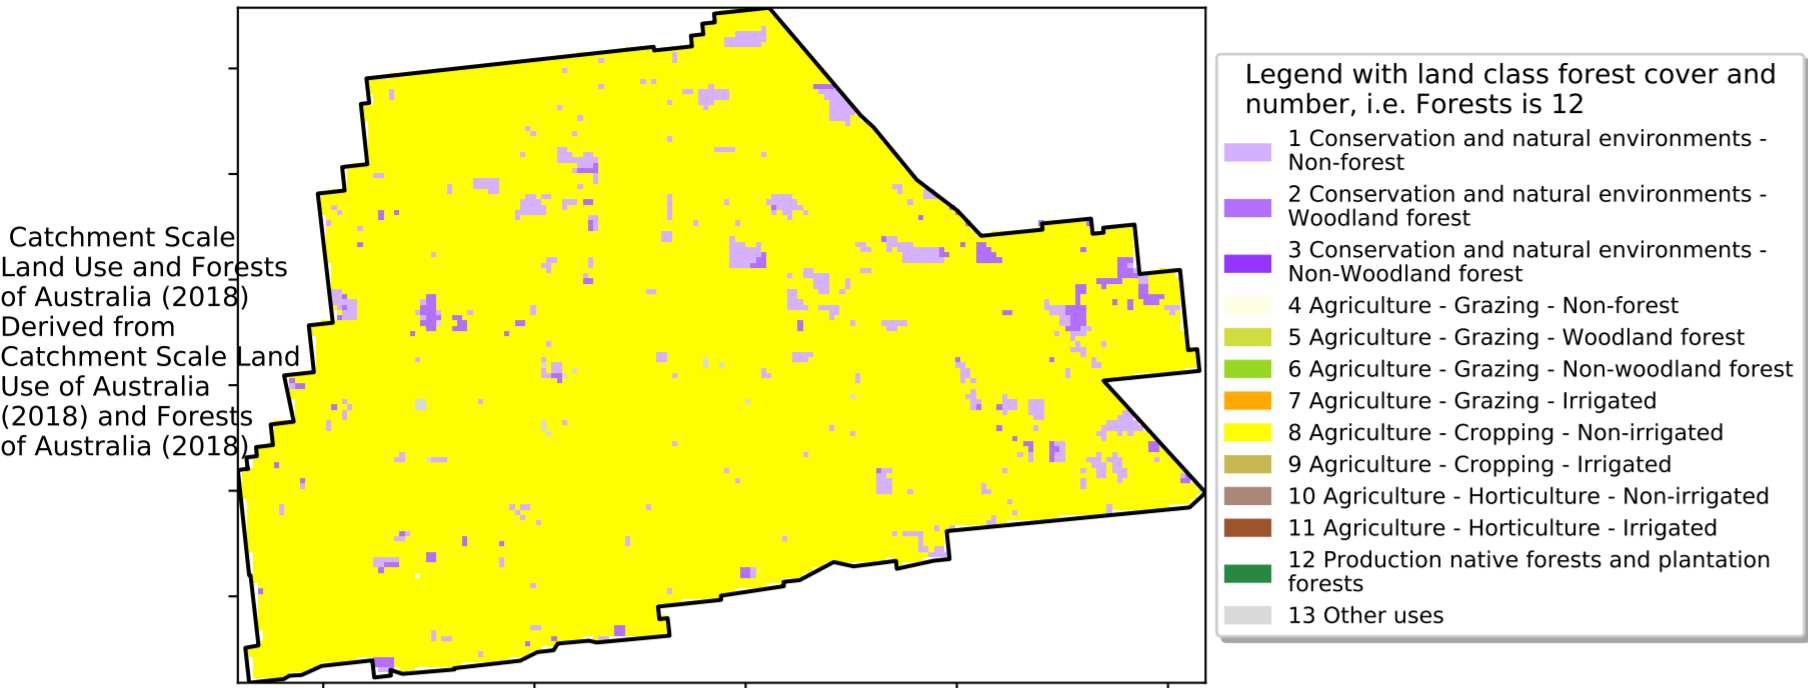 Catchment Scale
Land Use and Forests
of Australia (2018)
Derived from
Catchment Scale Land
Use of Australia
(2018) and Forests
of Australia (2018)
Legend with land class forest cover and
number, i.e. Forests is 12
1 Conservation and natural environments -
Non-forest
2 Conservation and natural environments -
Woodland forest
3 Conservation and natural environments -
Non-Woodland forest
4 Agriculture - Grazing - Non-forest
5 Agriculture - Grazing - Woodland forest
6 Agriculture - Grazing - Non-woodland forest
7 Agriculture - Grazing - Irrigated
8 Agriculture - Cropping - Non-irrigated
9 Agriculture - Cropping - Irrigated
10 Agriculture - Horticulture - Non-irrigated
11 Agriculture - Horticulture - Irrigated
12 Production native forests and plantation
forests
13 Other uses